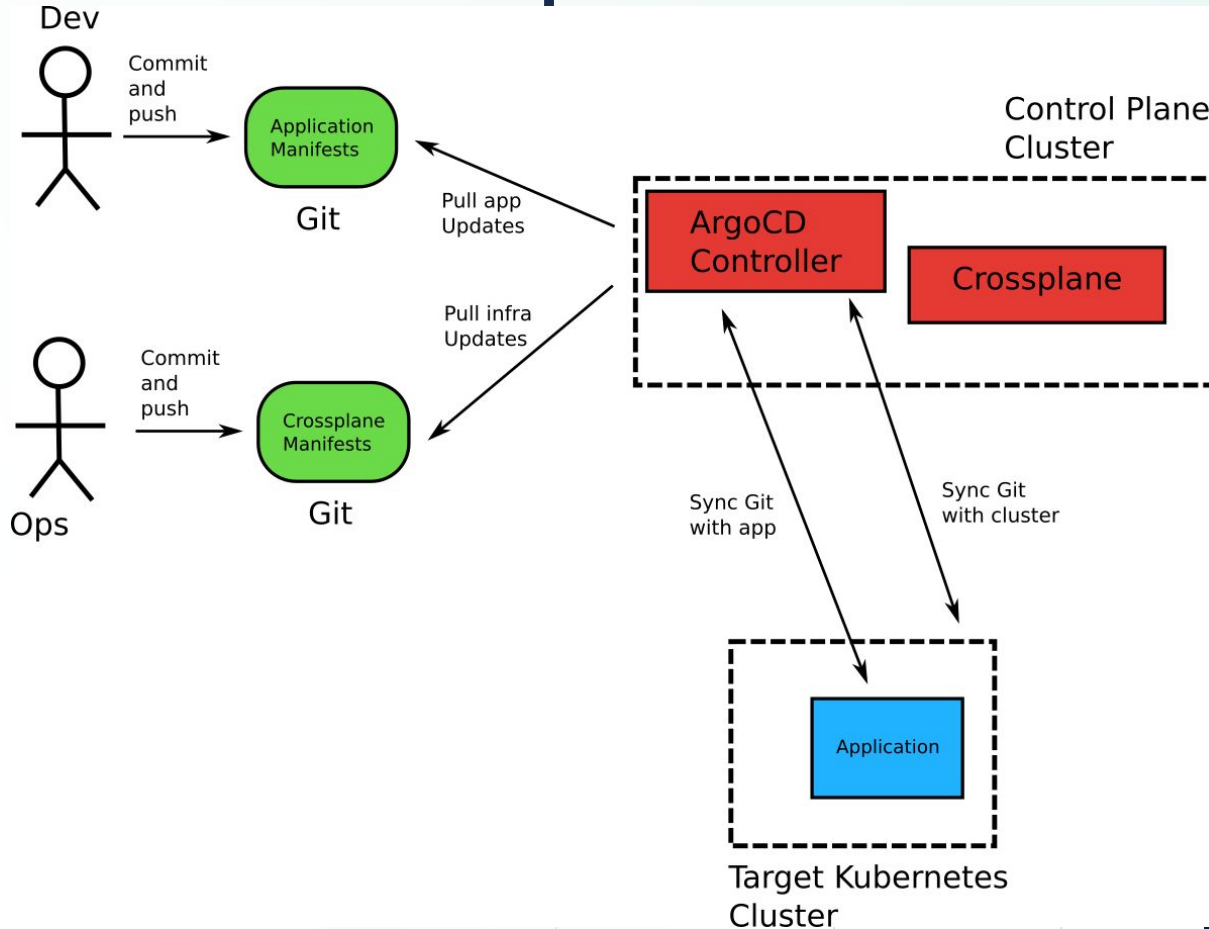 Dev
Commit
and
push
Application
Manifests
Git
Pull app
Updates
Control Plane
Cluster
ArgoCD
Controller
Crossplane
Pull infra
Updates
Commit
and
push
Crossplane
Manifests
Git
Ops
Sync Git
with app
Sync Git
with cluster
Application
Target Kubernetes
Cluster